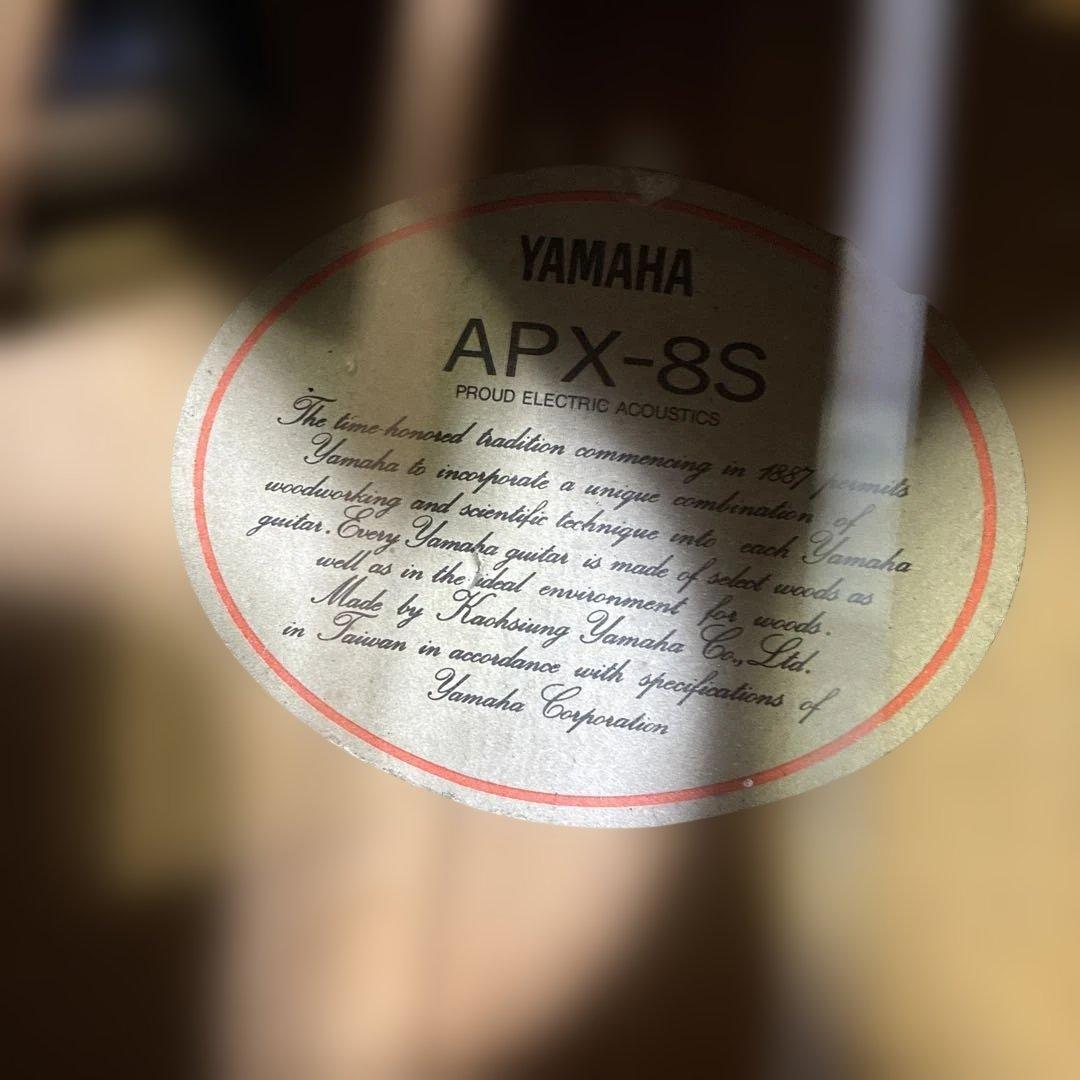 YAMAHA
APX-8S
PROUD ELECTRIC ACOUSTICS
The time-honored tradition commencing in 1887 permits
Yamaha to incorporate a unique combination of
woodworking and scientific technique into each Yamaha
guitar. Every Yamaha guitar is made of select woods as
well as in the ideal environment for woods.
Made by Kaohsiung Yamaha Co., Ltd.
in Taiwan in accordance with specifications of
Yamaha Corporation